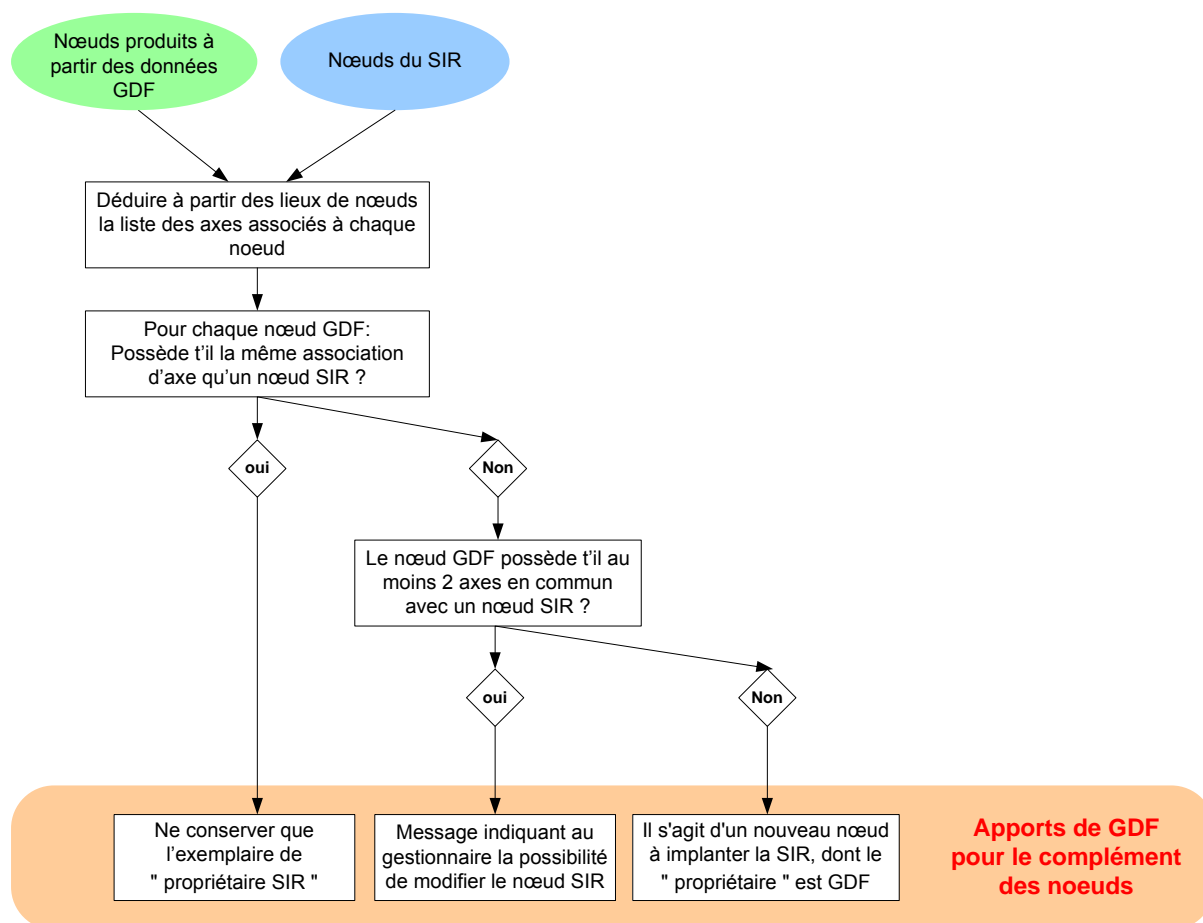 Nœuds produits à
partir des données
GDF
Nœuds du SIR
Déduire à partir des lieux de nœuds
la liste des axes associés à chaque
noeud
Pour chaque nœud GDF:
Possède t’il la même association
d’axe qu’un nœud SIR ?
oui
Non
Le nœud GDF possède t’il au
moins 2 axes en commun
avec un nœud SIR ?
oui
Non
Ne conserver que
l’exemplaire de
" propriétaire SIR "
Message indiquant au
gestionnaire la possibilité
de modifier le nœud SIR
Il s'agit d'un nouveau nœud
à implanter la SIR, dont le
" propriétaire " est GDF
Apports de GDF
pour le complément
des noeuds